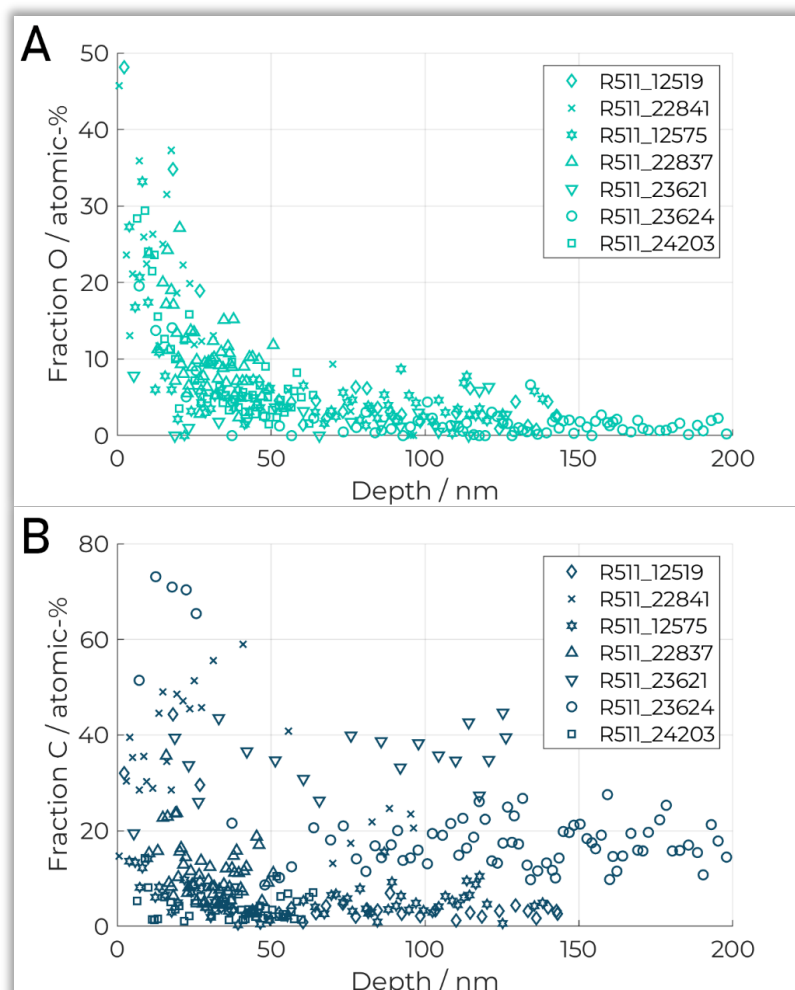 A
50
40
30
20
10
0
Fraction O / atomic-%
0 50 100 150 200
Depth / nm
R511_12519
R511_22841
R511_12575
R511_22837
R511_23621
R511_23624
R511_24203
B
80
60
40
20
0
Fraction C / atomic-%
0 50 100 150 200
Depth / nm
R511_12519
R511_22841
R511_12575
R511_22837
R511_23621
R511_23624
R511_24203